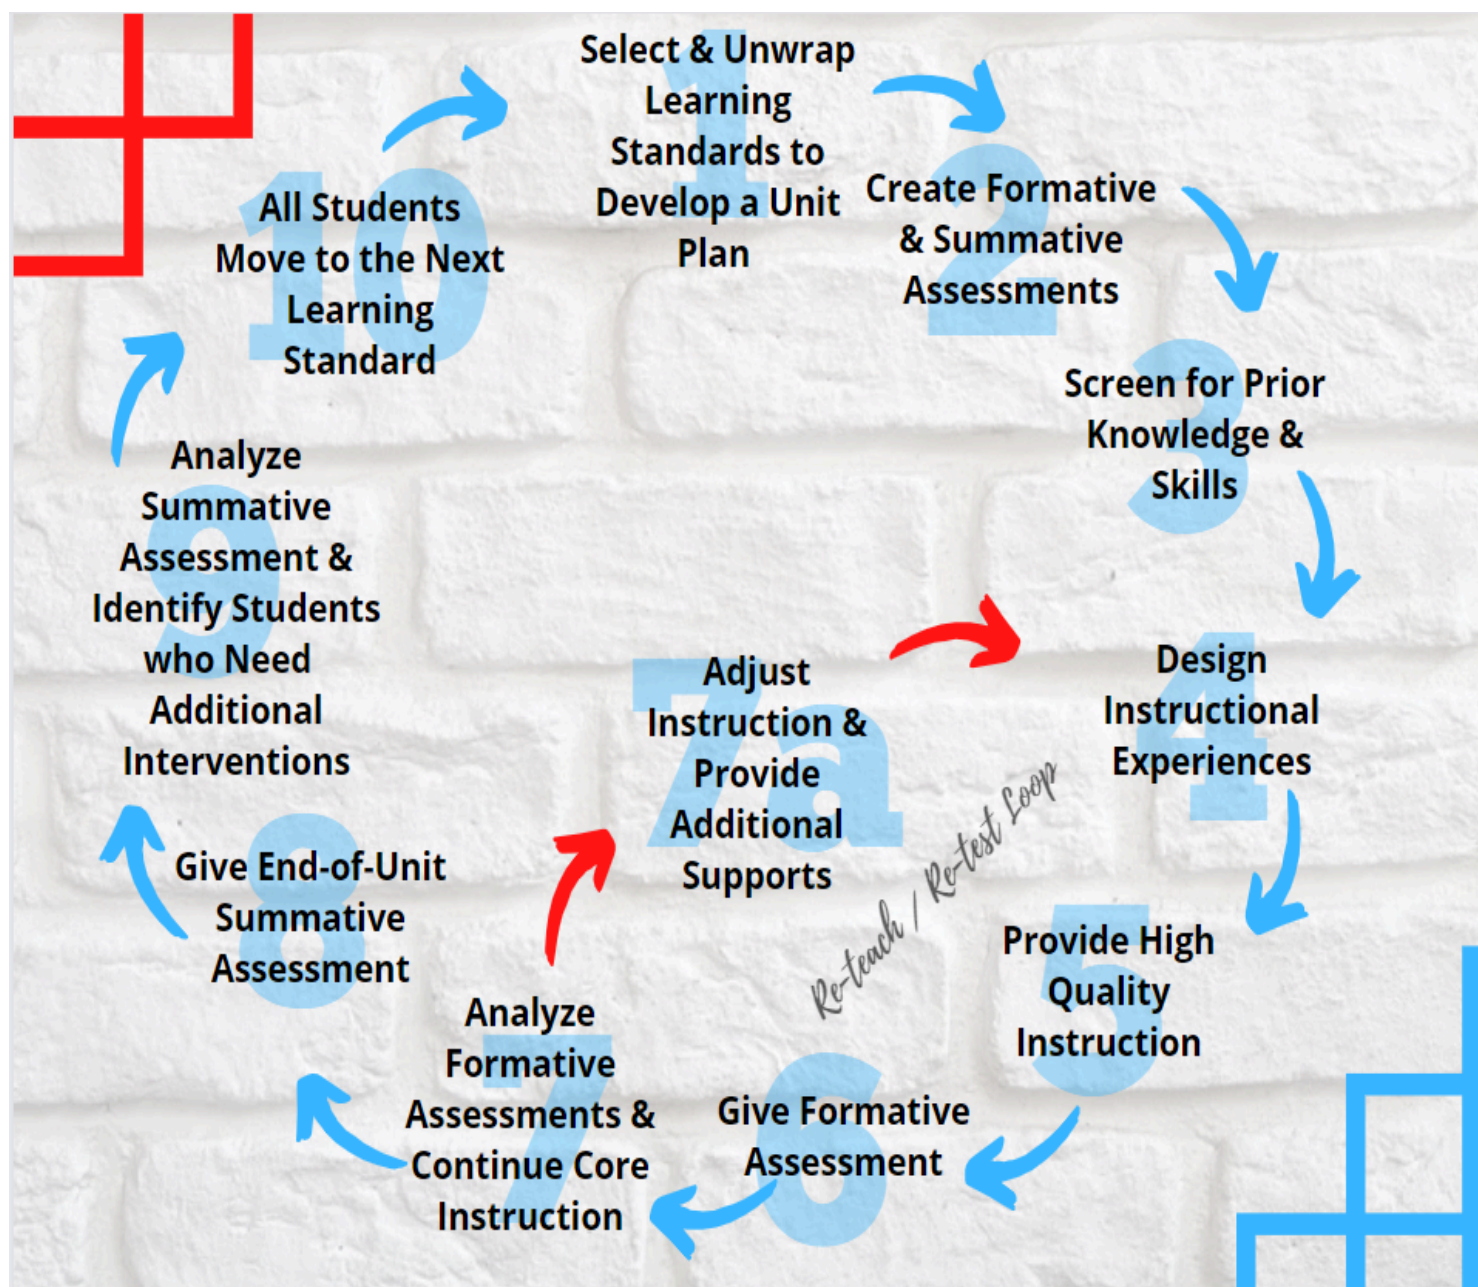 1
Select & Unwrap
Learning
Standards to
Develop a Unit
Plan
2
Create Formative
& Summative
Assessments
3
Screen for Prior
Knowledge &
Skills
4
Design
Instructional
Experiences
5
Provide High
Quality
Instruction
6
Give Formative
Assessment
7
Analyze
Formative
Assessments &
Continue Core
Instruction
7a
Adjust
Instruction &
Provide
Additional
Supports
Re-teach / Re-test Loop
8
Give End-of-Unit
Summative
Assessment
9
Analyze
Summative
Assessment &
Identify Students
who Need
Additional
Interventions
10
All Students
Move to the Next
Learning
Standard